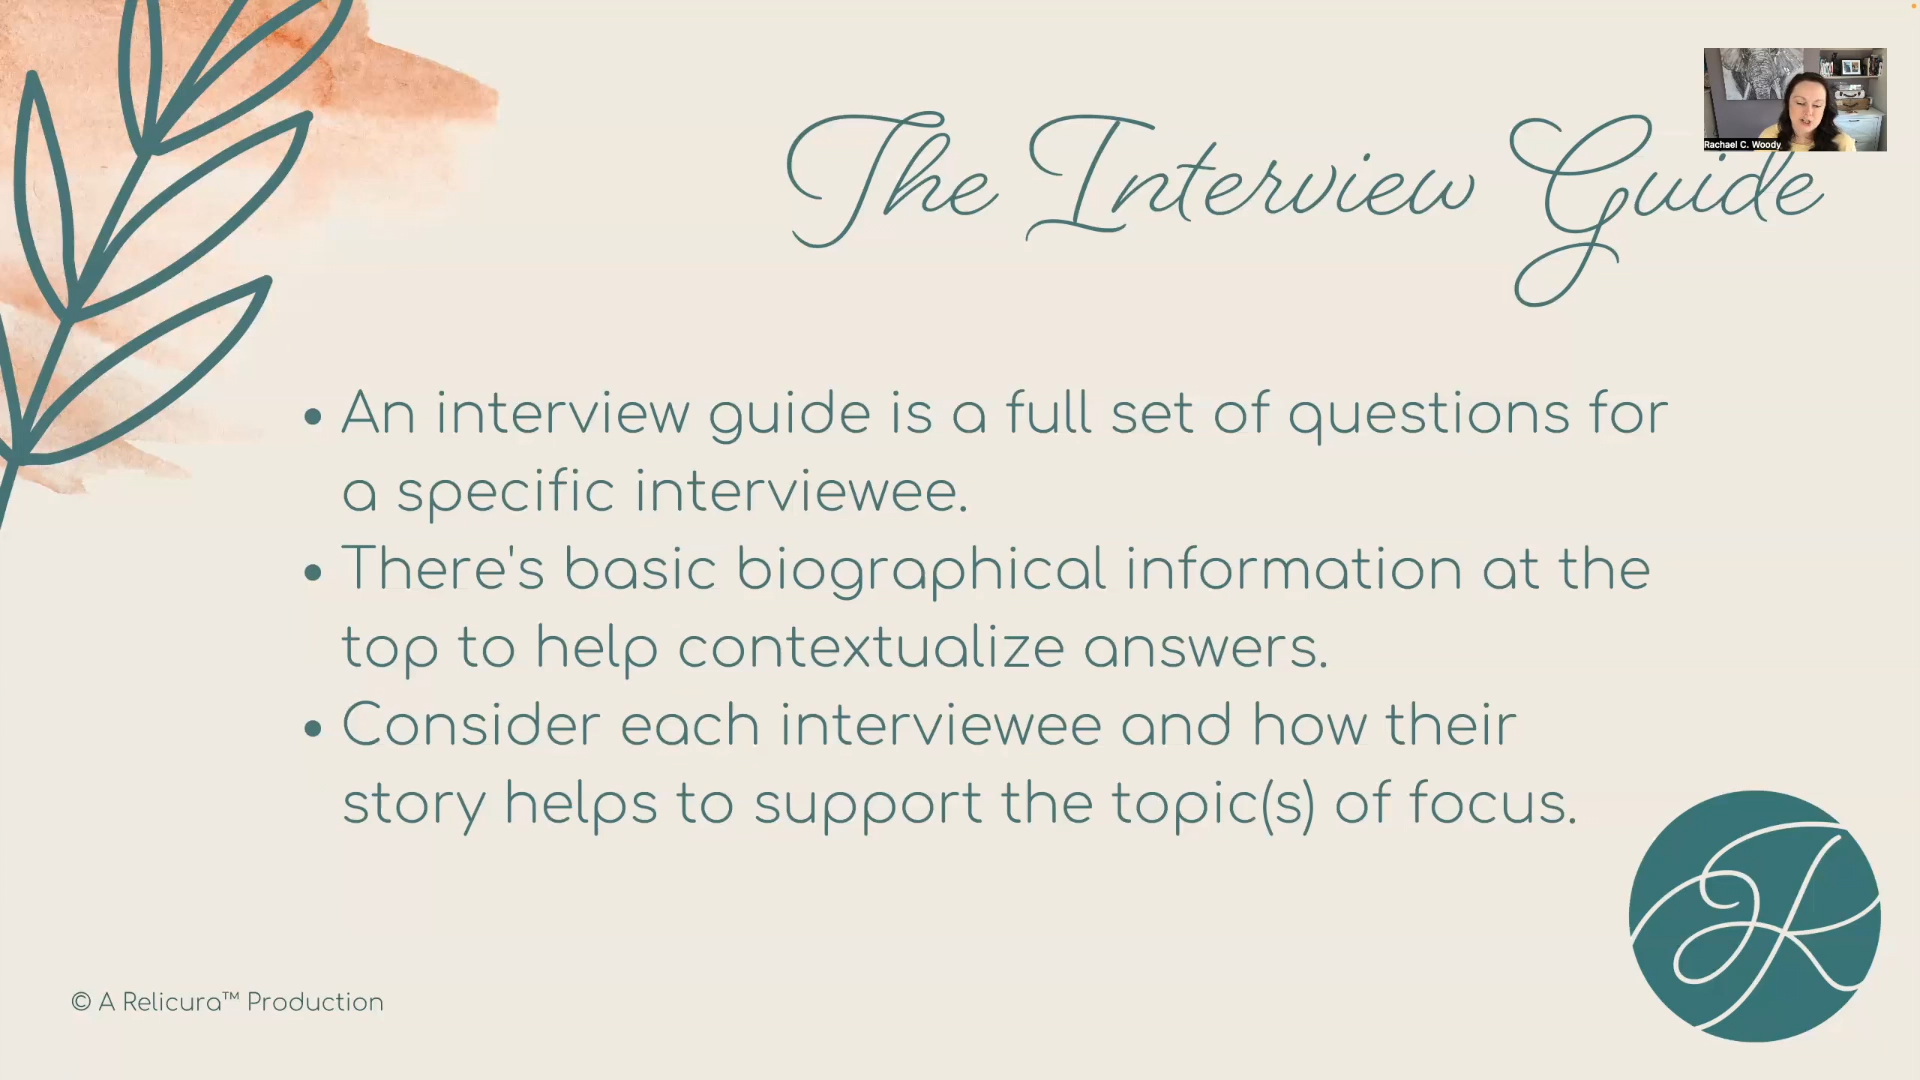 Rachael C. Woody
The Interview Guide
• An interview guide is a full set of questions for
a specific interviewee.
• There's basic biographical information at the
top to help contextualize answers.
• Consider each interviewee and how their
story helps to support the topic(s) of focus.
R
© A Relicura™ Production